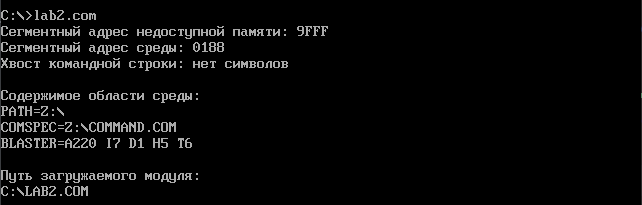 C:\>lab2.com
Сегментный адрес недоступной памяти: 9FFF
Сегментный адрес среды: 0188
Хвост командной строки: нет символов
Содержимое области среды:
PATH=Z:\
COMSPEC=Z:\COMMAND.COM
BLASTER=A220 I7 D1 H5 T6
Путь загружаемого модуля:
C:\LAB2.COM